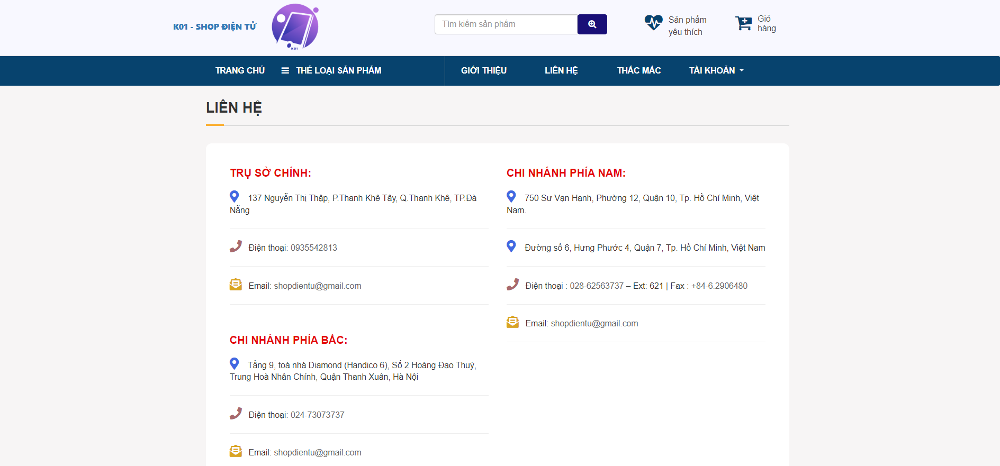 K01 - SHOP ĐIỆN TỬ
K01
Tìm kiếm sản phẩm
Sản phẩm
yêu thích
Giỏ
hàng
TRANG CHỦ
THỂ LOẠI SẢN PHẨM
GIỚI THIỆU
LIÊN HỆ
THẮC MẮC
TÀI KHOẢN
LIÊN HỆ
TRỤ SỞ CHÍNH:
137 Nguyễn Thị Thập, P.Thanh Khê Tây, Q.Thanh Khê, TP.Đà
Nẵng
Điện thoại: 0935542813
Email: shopdientu@gmail.com
CHI NHÁNH PHÍA BẮC:
Tầng 9, toà nhà Diamond (Handico 6), Số 2 Hoàng Đạo Thuý,
Trung Hoà Nhân Chính, Quận Thanh Xuân, Hà Nội
Điện thoại: 024-73073737
Email: shopdientu@gmail.com
CHI NHÁNH PHÍA NAM:
750 Sư Vạn Hạnh, Phường 12, Quận 10, Tp. Hồ Chí Minh, Việt
Nam.
Đường số 6, Hưng Phước 4, Quận 7, Tp. Hồ Chí Minh, Việt Nam
Điện thoại : 028-62563737 – Ext: 621 | Fax : +84-6.2906480
Email: shopdientu@gmail.com